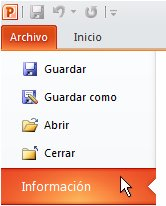 P
Archivo Inicio
Guardar
Guardar como
Abrir
Cerrar
Información